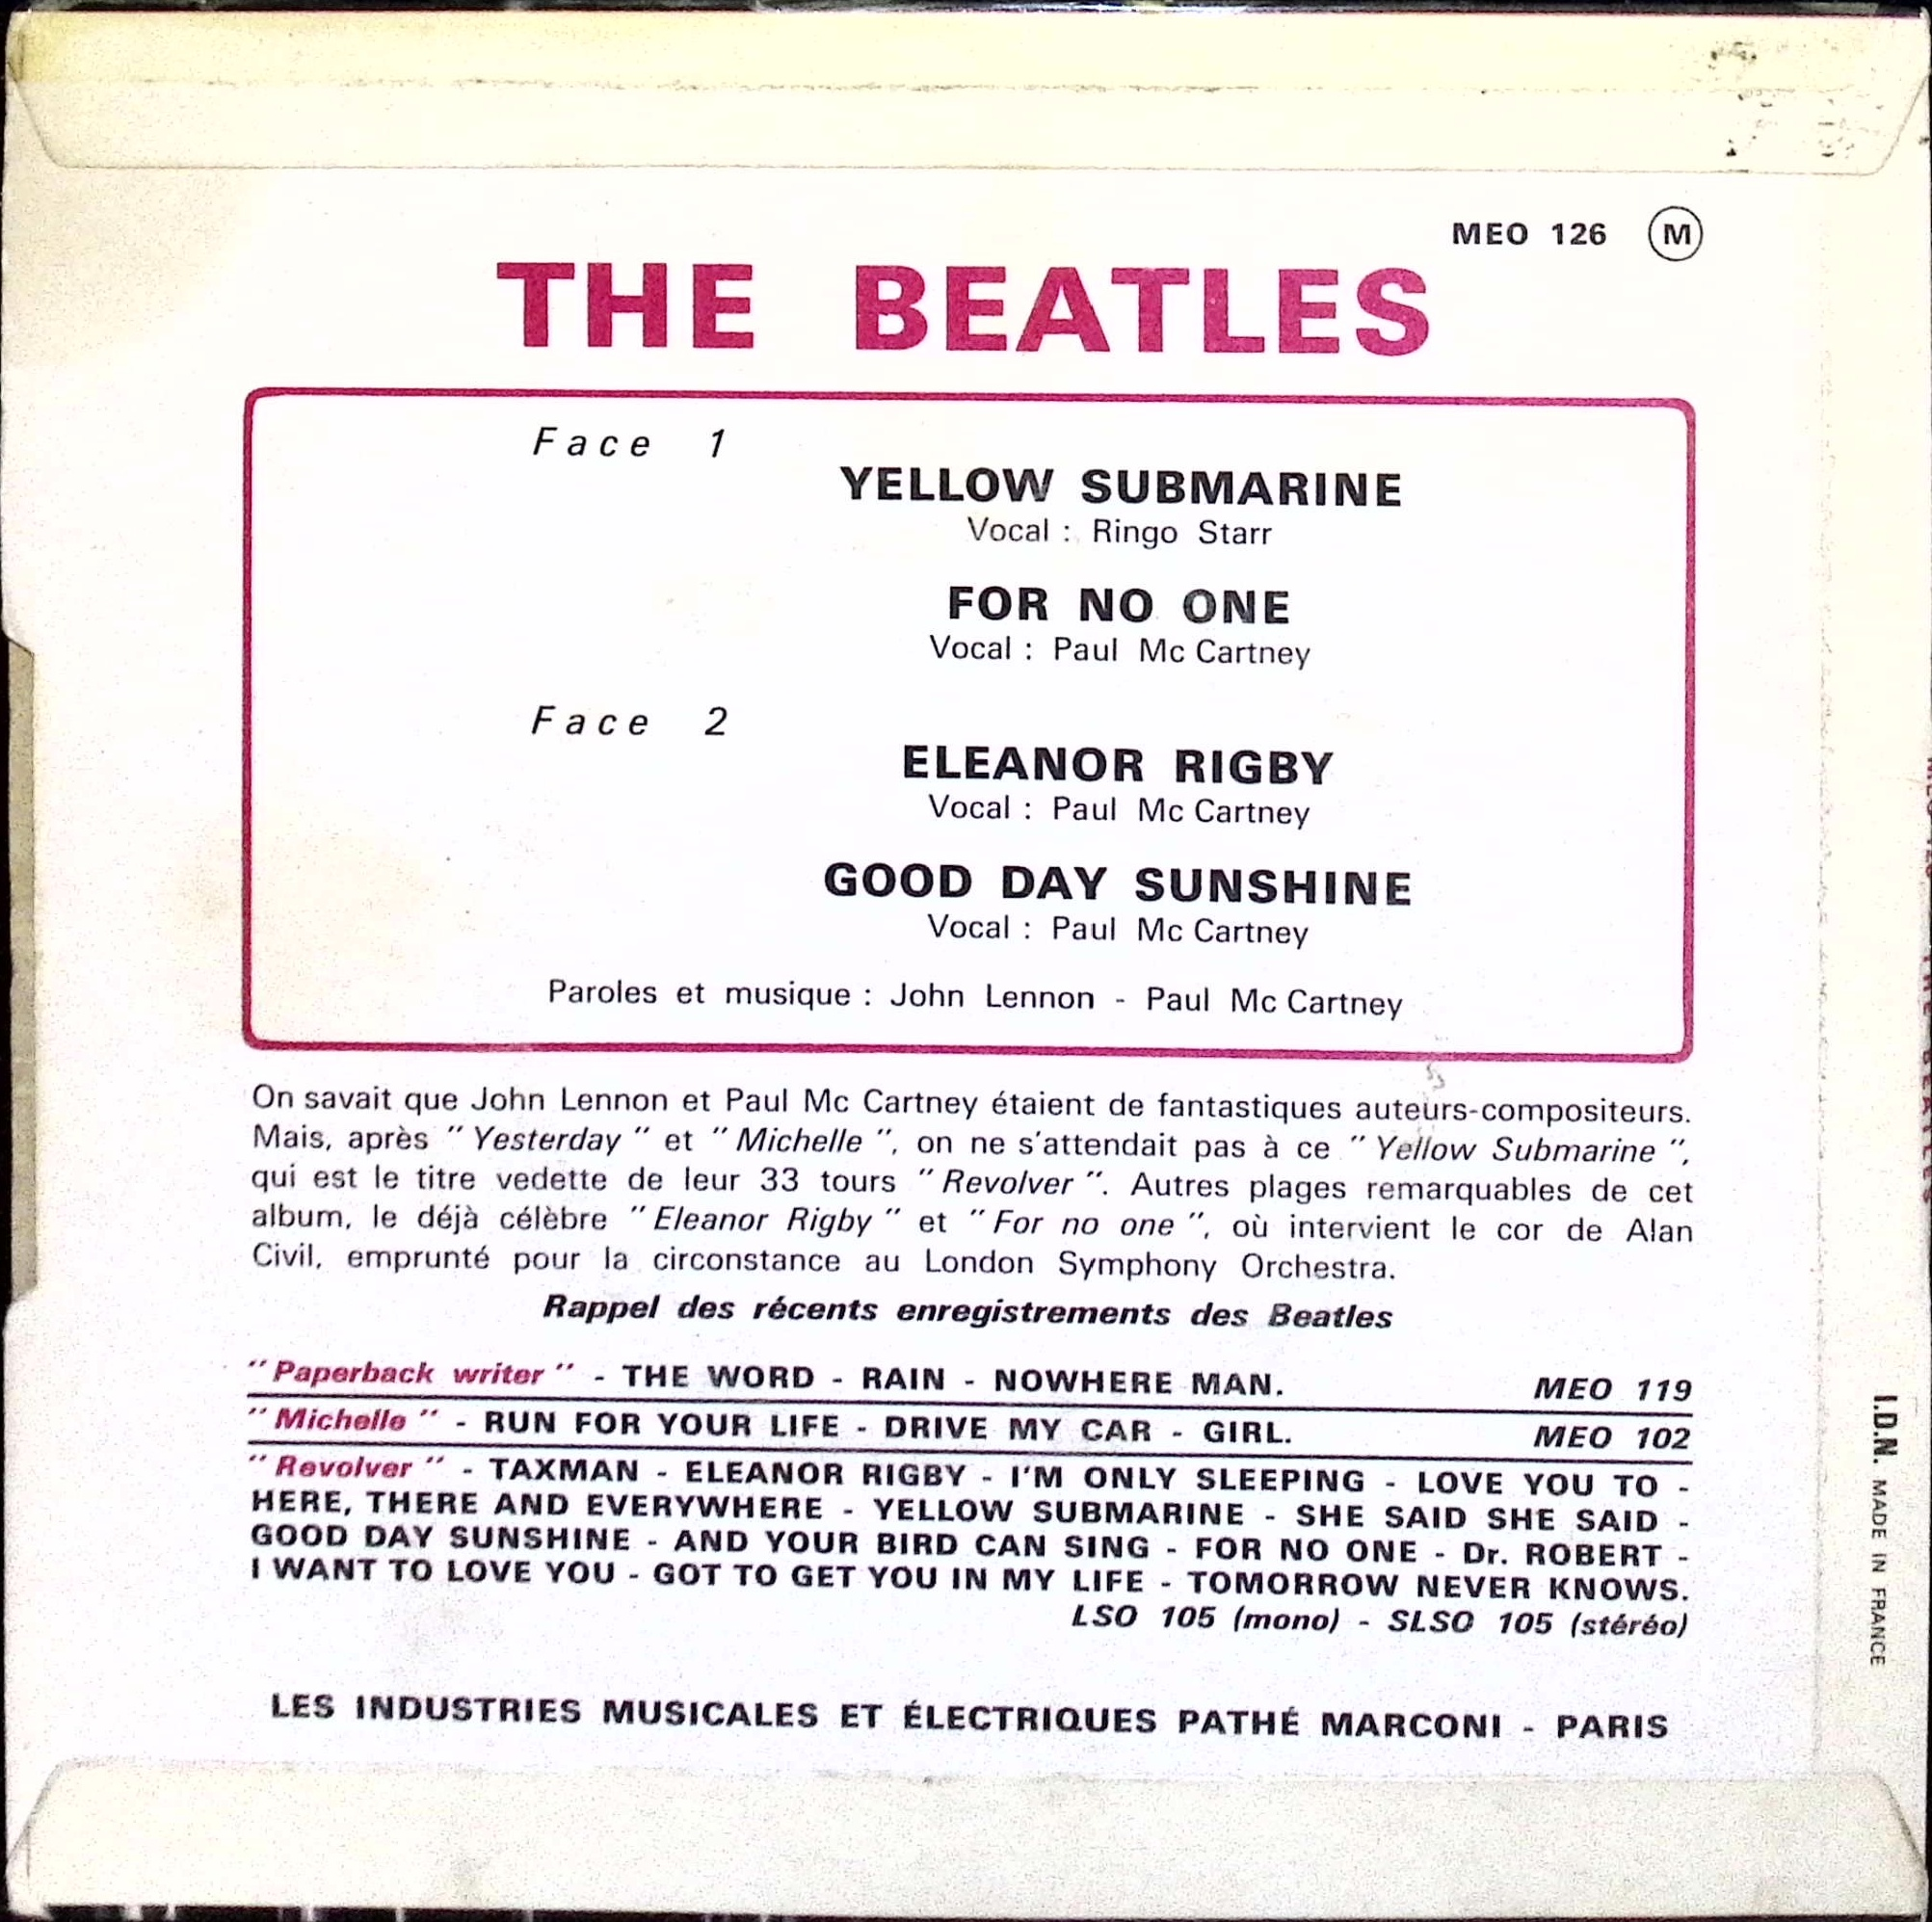 MEO 126 M
THE BEATLES
Face 1
YELLOW SUBMARINE
Vocal : Ringo Starr
FOR NO ONE
Vocal : Paul Mc Cartney
Face 2
ELEANOR RIGBY
Vocal : Paul Mc Cartney
GOOD DAY SUNSHINE
Vocal : Paul Mc Cartney
Paroles et musique : John Lennon - Paul Mc Cartney
On savait que John Lennon et Paul Mc Cartney étaient de fantastiques auteurs-compositeurs.
Mais, après "Yesterday" et "Michelle", on ne s'attendait pas à ce "Yellow Submarine",
qui est le titre vedette de leur 33 tours "Revolver". Autres plages remarquables de cet
album, le déjà célèbre "Eleanor Rigby" et "For no one", où intervient le cor de Alan
Civil, emprunté pour la circonstance au London Symphony Orchestra.
Rappel des récents enregistrements des Beatles
"Paperback writer" - THE WORD - RAIN - NOWHERE MAN. MEO 119
"Michelle" - RUN FOR YOUR LIFE - DRIVE MY CAR - GIRL. MEO 102
"Revolver" - TAXMAN - ELEANOR RIGBY - I'M ONLY SLEEPING - LOVE YOU TO -
HERE, THERE AND EVERYWHERE - YELLOW SUBMARINE - SHE SAID SHE SAID -
GOOD DAY SUNSHINE - AND YOUR BIRD CAN SING - FOR NO ONE - Dr. ROBERT -
I WANT TO LOVE YOU - GOT TO GET YOU IN MY LIFE - TOMORROW NEVER KNOWS.
LSO 105 (mono) - SLSO 105 (stéréo)
LES INDUSTRIES MUSICALES ET ÉLECTRIQUES PATHÉ MARCONI - PARIS
I.D.N. MADE IN FRANCE